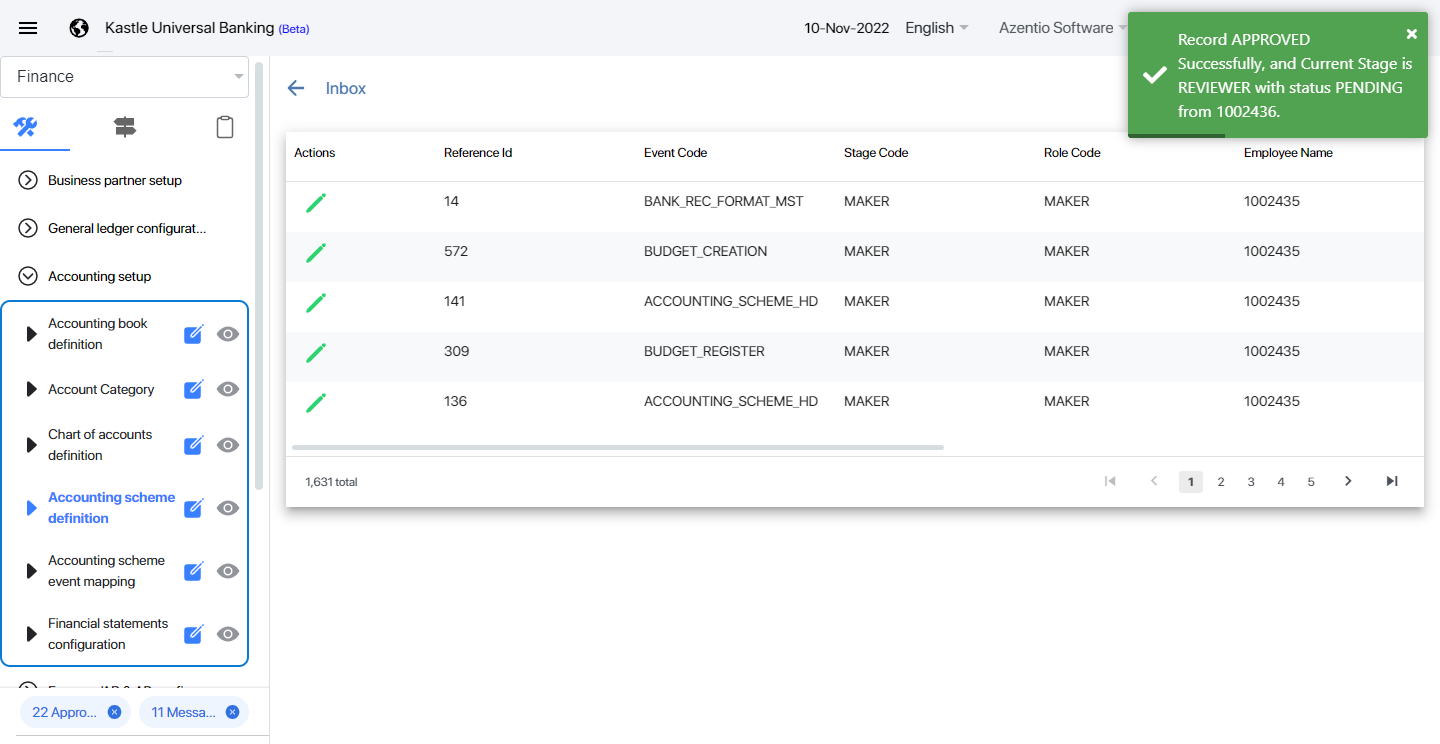 Kastle Universal Banking (Beta)
10-Nov-2022
English
Azentio Software
Record APPROVED
Successfully, and Current Stage is
REVIEWER with status PENDING
from 1002436.
Finance
Business partner setup
General ledger configurat...
Accounting setup
Accounting book
definition
Account Category
Chart of accounts
definition
Accounting scheme
definition
Accounting scheme
event mapping
Financial statements
configuration
22 Appro...
11 Messa...
Inbox
Actions Reference Id Event Code Stage Code Role Code Employee Name
14 BANK_REC_FORMAT_MST MAKER MAKER 1002435
572 BUDGET_CREATION MAKER MAKER 1002435
141 ACCOUNTING_SCHEME_HD MAKER MAKER 1002435
309 BUDGET_REGISTER MAKER MAKER 1002435
136 ACCOUNTING_SCHEME_HD MAKER MAKER 1002435
1,631 total
1 2 3 4 5